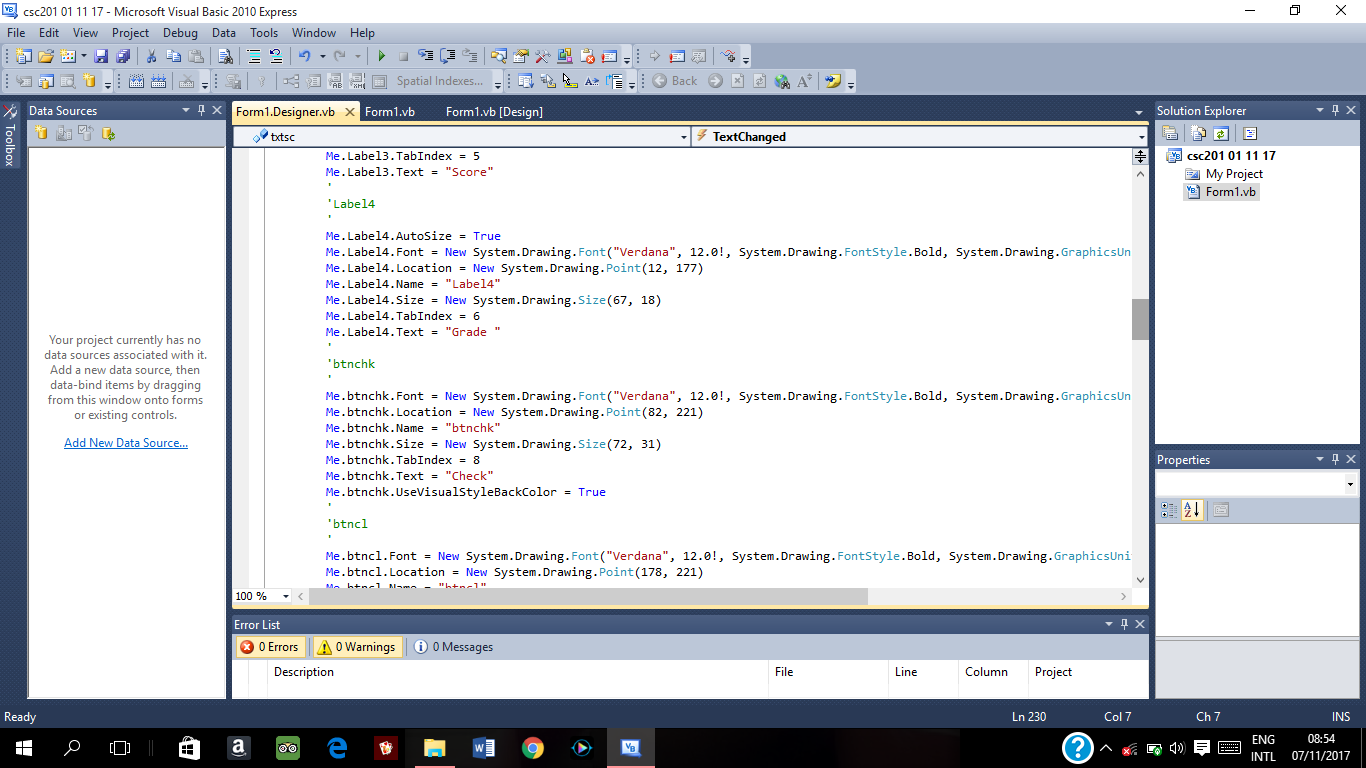 csc201 01 11 17 - Microsoft Visual Basic 2010 Express
File Edit View Project Debug Data Tools Window Help
Spatial Indexes...
Back
Toolbox
Data Sources
Your project currently has no
data sources associated with it.
Add a new data source, then
data-bind items by dragging
from this window onto forms
or existing controls.
Add New Data Source...
Form1.Designer.vb Form1.vb Form1.vb [Design]
txtsc TextChanged
Me.Label3.TabIndex = 5
Me.Label3.Text = "Score"
'
'Label4
'
Me.Label4.AutoSize = True
Me.Label4.Font = New System.Drawing.Font("Verdana", 12.0!, System.Drawing.FontStyle.Bold, System.Drawing.GraphicsUn
Me.Label4.Location = New System.Drawing.Point(12, 177)
Me.Label4.Name = "Label4"
Me.Label4.Size = New System.Drawing.Size(67, 18)
Me.Label4.TabIndex = 6
Me.Label4.Text = "Grade "
'
'btnchk
'
Me.btnchk.Font = New System.Drawing.Font("Verdana", 12.0!, System.Drawing.FontStyle.Bold, System.Drawing.GraphicsUn
Me.btnchk.Location = New System.Drawing.Point(82, 221)
Me.btnchk.Name = "btnchk"
Me.btnchk.Size = New System.Drawing.Size(72, 31)
Me.btnchk.TabIndex = 8
Me.btnchk.Text = "Check"
Me.btnchk.UseVisualStyleBackColor = True
'
'btncl
'
Me.btncl.Font = New System.Drawing.Font("Verdana", 12.0!, System.Drawing.FontStyle.Bold, System.Drawing.GraphicsUni
Me.btncl.Location = New System.Drawing.Point(178, 221)
Me.btncl.Name = "btncl"
100 %
Error List
0 Errors 0 Warnings 0 Messages
Description File Line Column Project
Solution Explorer
csc201 01 11 17
My Project
Form1.vb
Properties
Ready Ln 230 Col 7 Ch 7 INS
ENG
INTL
08:54
07/11/2017